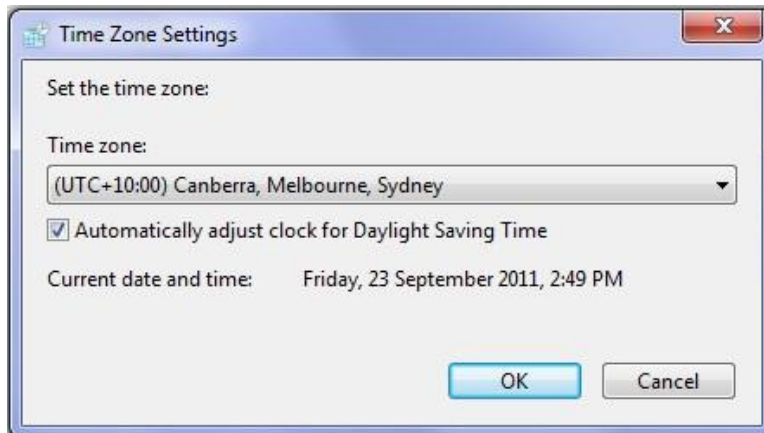 Time Zone Settings
Set the time zone:
Time zone:
(UTC+10:00) Canberra, Melbourne, Sydney
Automatically adjust clock for Daylight Saving Time
Current date and time: Friday, 23 September 2011, 2:49 PM
OK Cancel